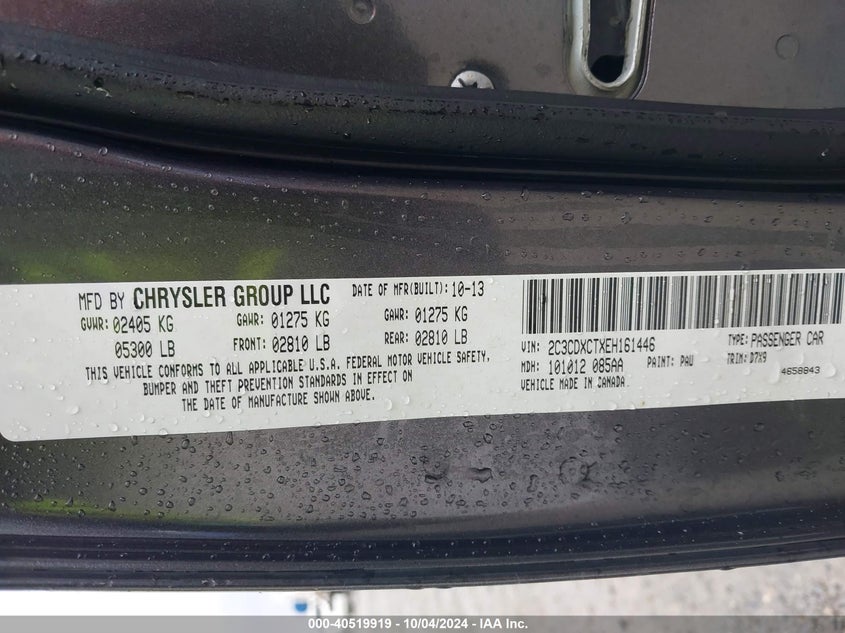 MFD BY CHRYSLER GROUP LLC DATE OF MFR(BUILT): 10-13
GVWR: 02405 KG GAWR: 01275 KG GAWR: 01275 KG
05300 LB FRONT: 02810 LB REAR: 02810 LB
THIS VEHICLE CONFORMS TO ALL APPLICABLE U.S.A. FEDERAL MOTOR VEHICLE SAFETY,
BUMPER AND THEFT PREVENTION STANDARDS IN EFFECT ON
THE DATE OF MANUFACTURE SHOWN ABOVE.
VIN: 2C3CDXCTXEH161446 TYPE: PASSENGER CAR
MDH: 101012 085AA PAINT: PAU TRIM: D7X9
VEHICLE MADE IN CANADA. 4658843
000-40519919 - 10/04/2024 - IAA Inc.